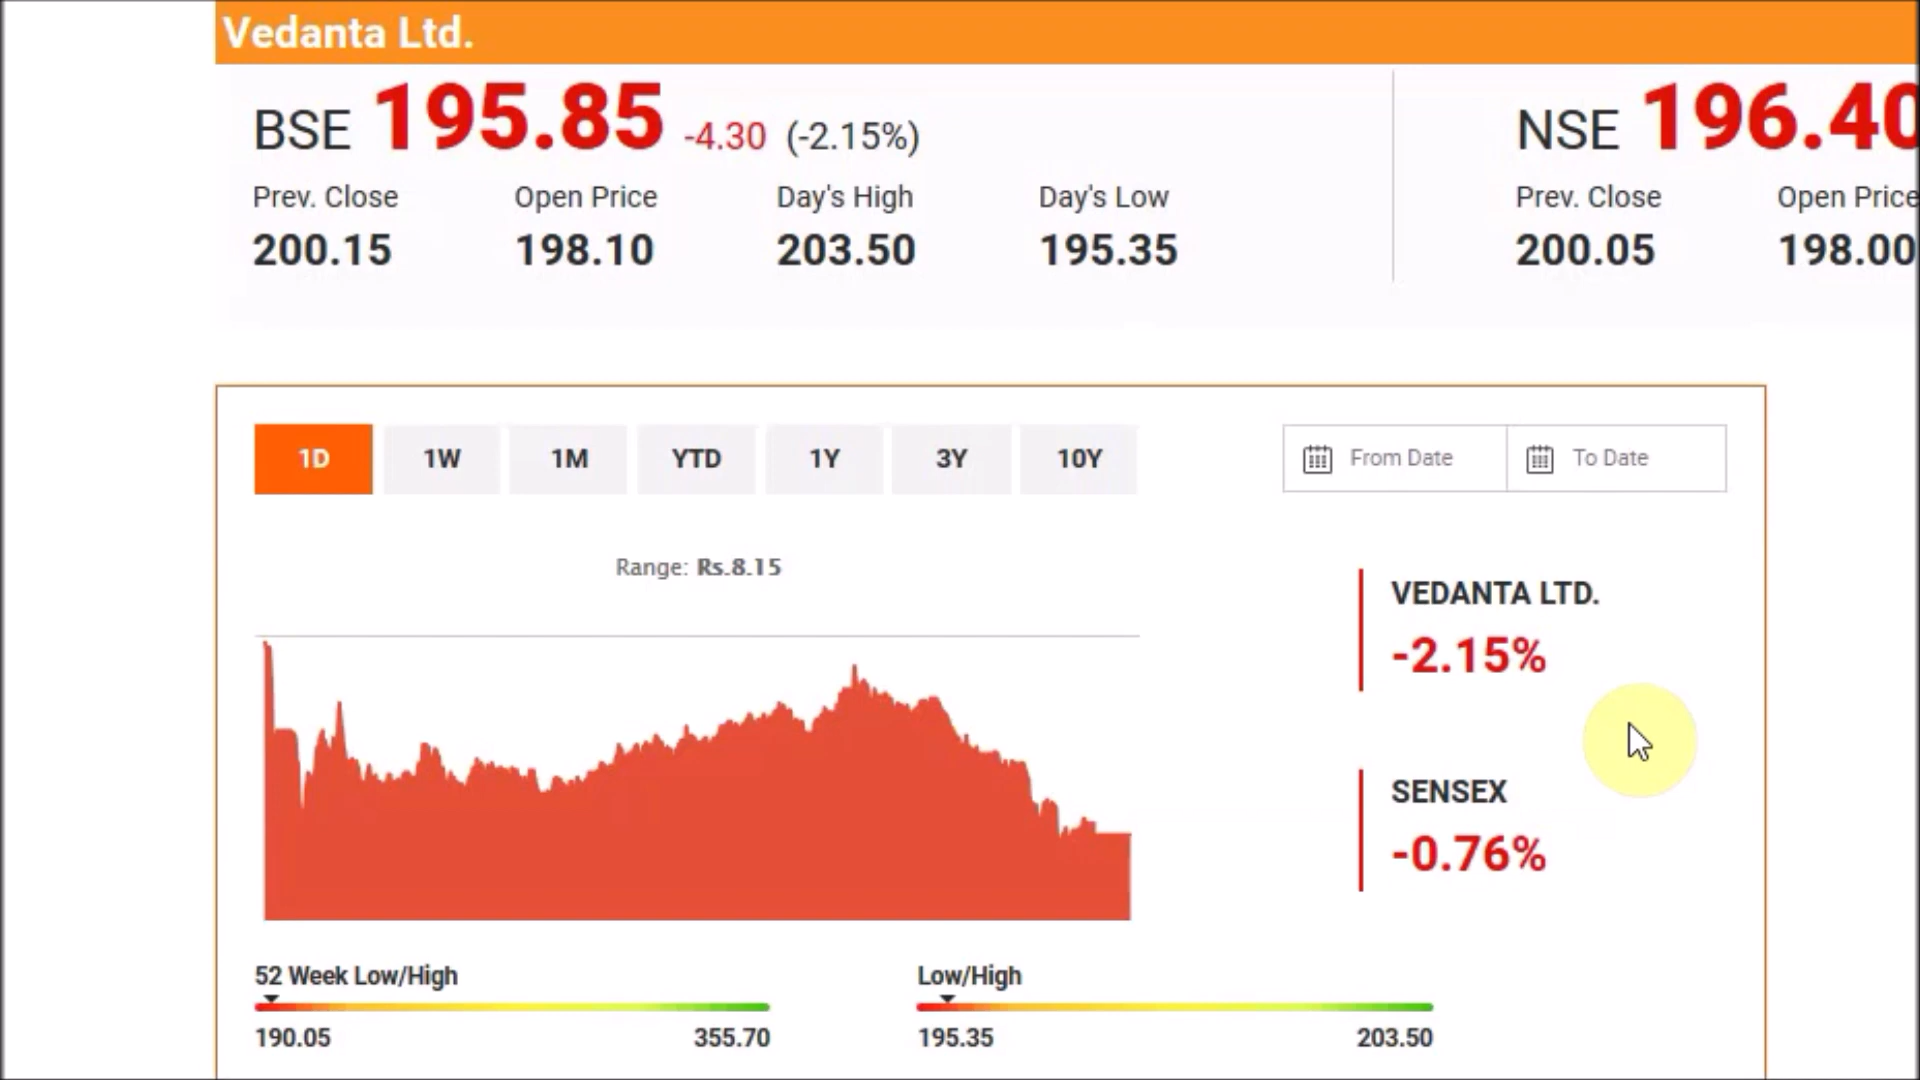 Vedanta Ltd.
BSE 195.85 -4.30 (-2.15%)
NSE 196.40
Prev. Close Open Price Day's High Day's Low
200.15 198.10 203.50 195.35
Prev. Close Open Price
200.05 198.00
1D 1W 1M YTD 1Y 3Y 10Y
From Date To Date
Range: Rs.8.15
VEDANTA LTD.
-2.15%
SENSEX
-0.76%
52 Week Low/High
190.05 355.70
Low/High
195.35 203.50